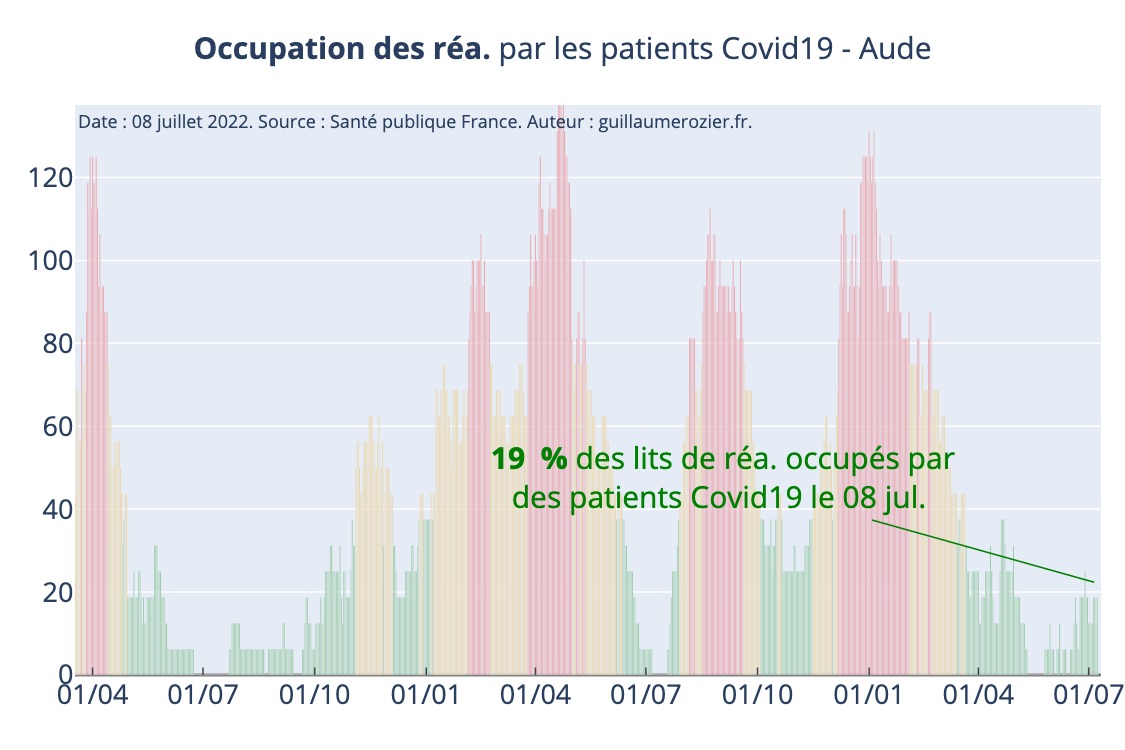 Occupation des réa. par les patients Covid19 - Aude
Date : 08 juillet 2022. Source : Santé publique France. Auteur : guillaumerozier.fr.
120
100
80
60
40
20
0
19 % des lits de réa. occupés par
des patients Covid19 le 08 jul.
01/04 01/07 01/10 01/01 01/04 01/07 01/10 01/01 01/04 01/07